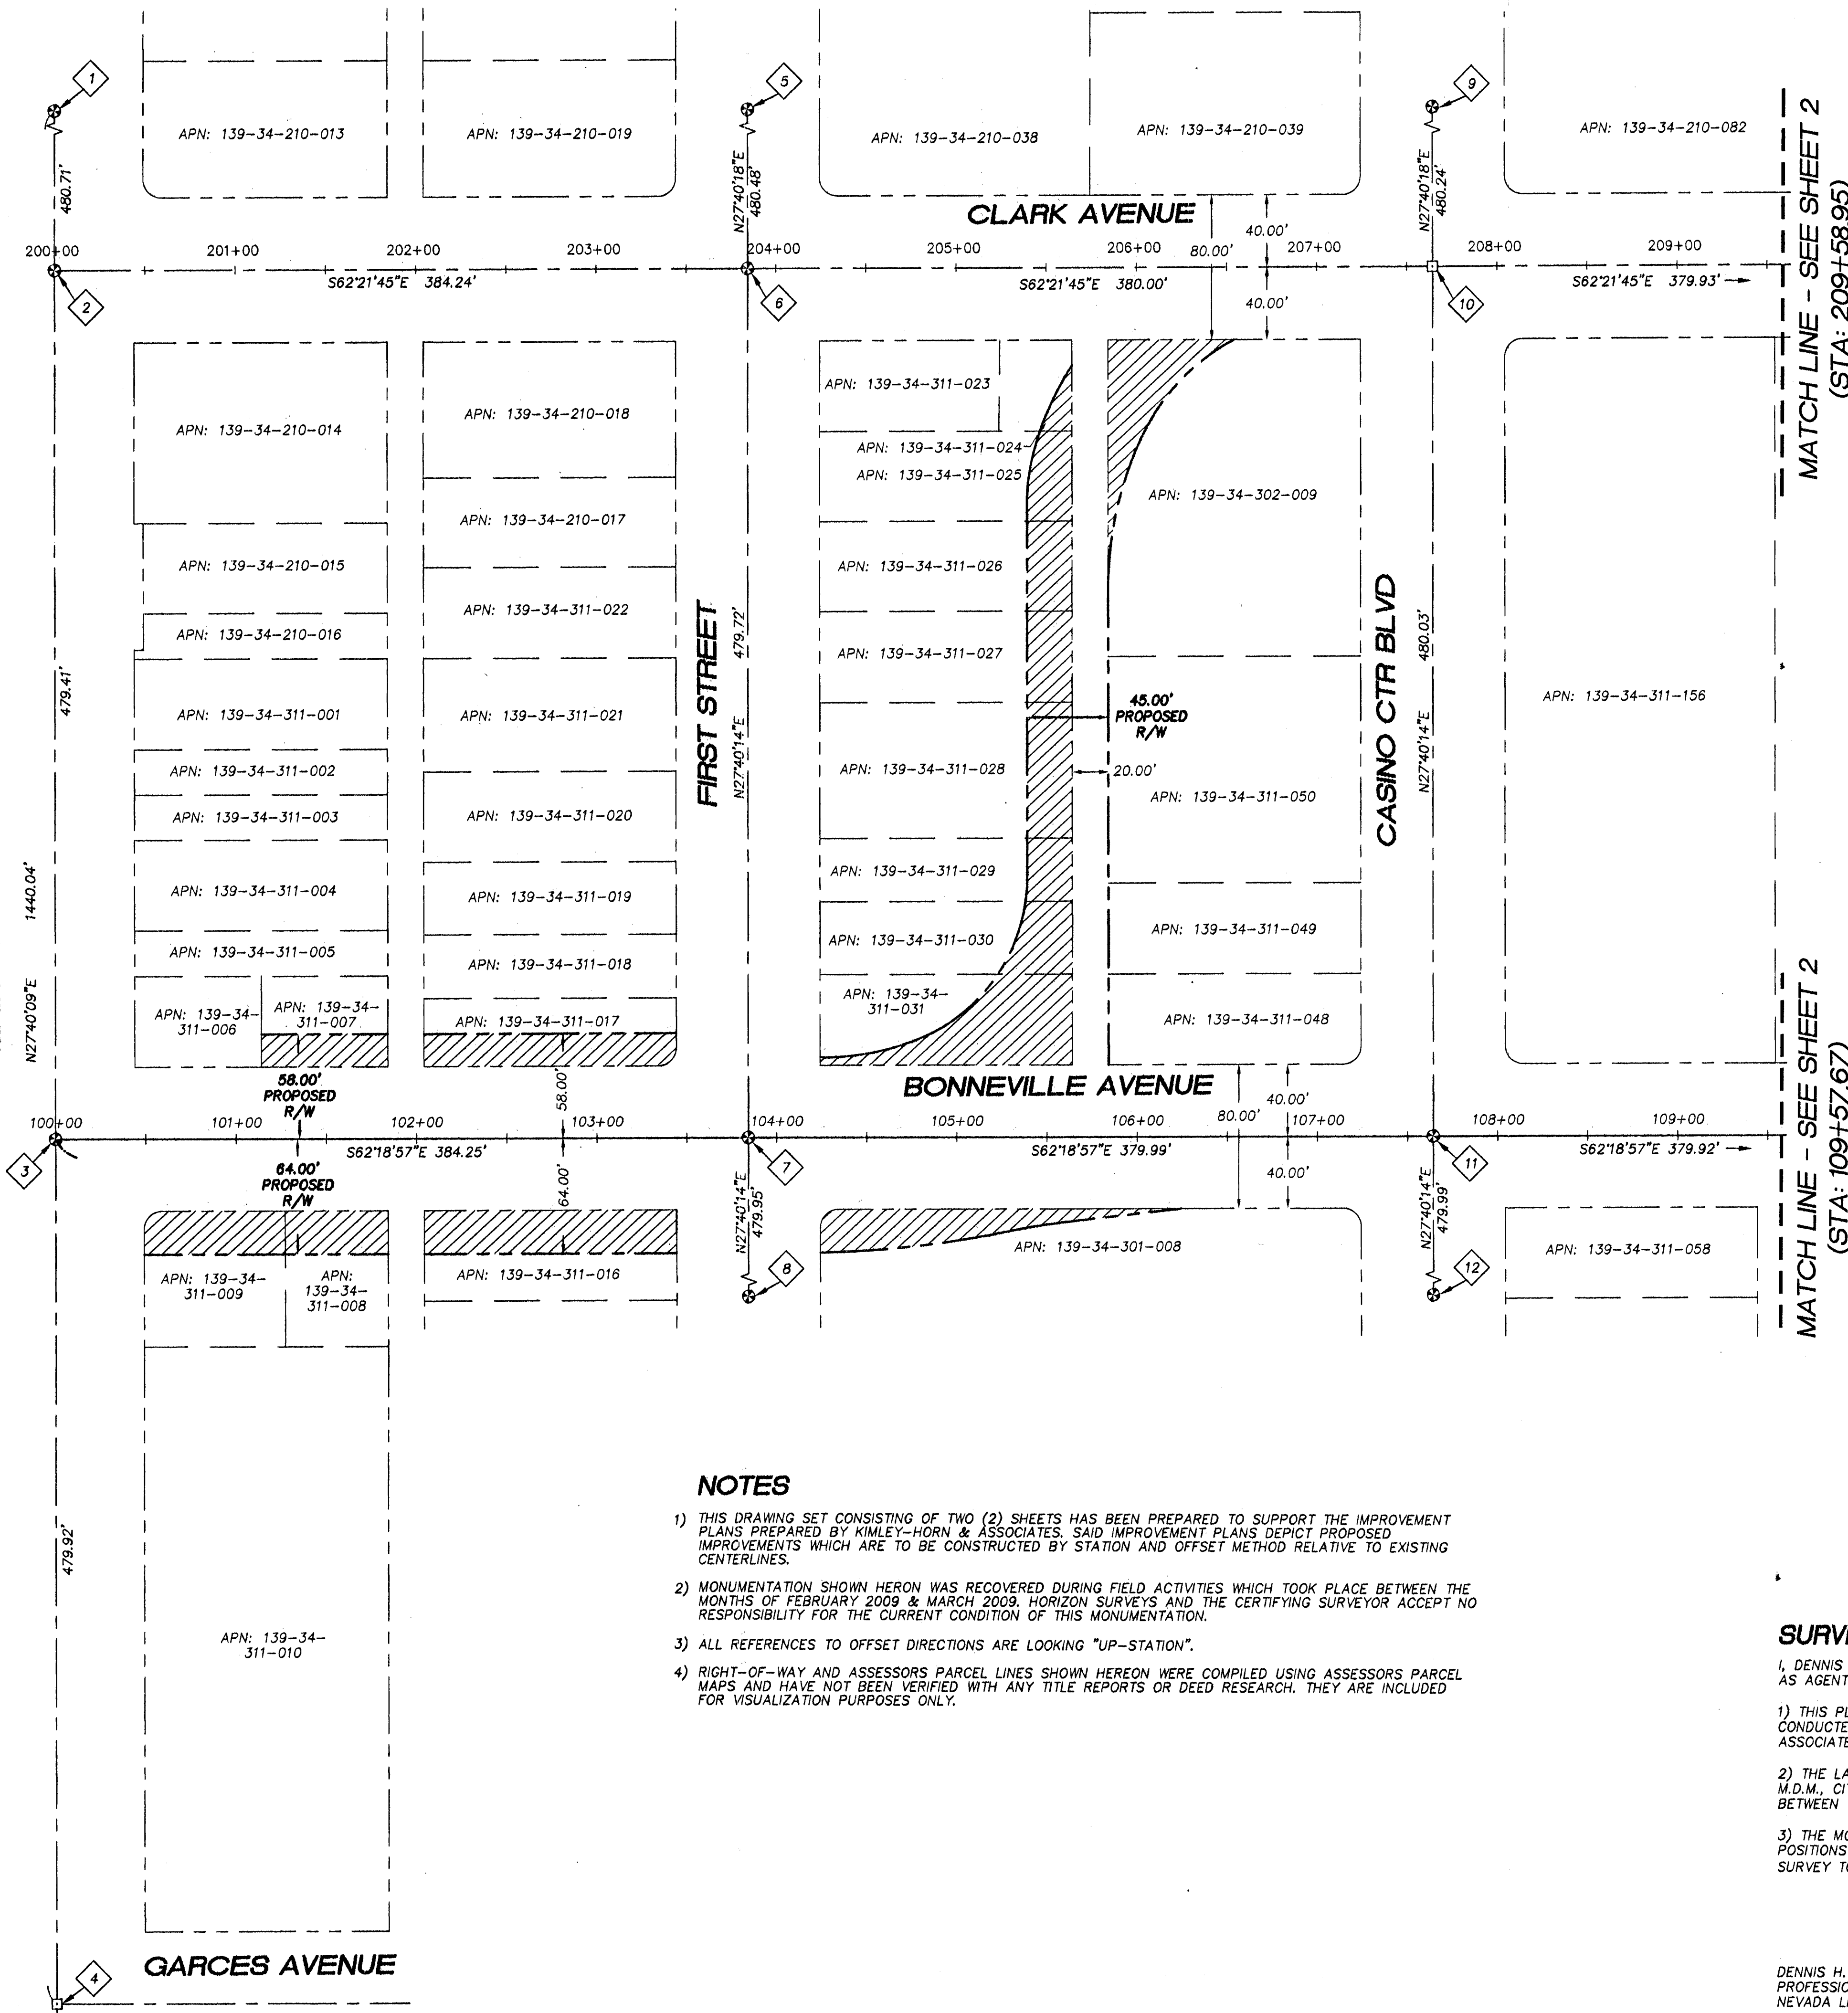 1
5
9
APN: 139-34-210-013
APN: 139-34-210-019
APN: 139-34-210-038
APN: 139-34-210-039
APN: 139-34-210-082
480.71'
N27°40'18"E
480.48'
N27°40'18"E
480.24'
CLARK AVENUE
40.00'
80.00'
40.00'
200+00
201+00
202+00
203+00
204+00
205+00
206+00
207+00
208+00
209+00
S62°21'45"E 384.24'
S62°21'45"E 380.00'
S62°21'45"E 379.93'
2
6
10
MATCH LINE - SEE SHEET 2
(STA: 209+58.95)
APN: 139-34-210-014
APN: 139-34-210-015
APN: 139-34-210-016
APN: 139-34-311-001
APN: 139-34-311-002
APN: 139-34-311-003
APN: 139-34-311-004
APN: 139-34-311-005
APN: 139-34-
311-006
APN: 139-34-
311-007
APN: 139-34-210-018
APN: 139-34-210-017
APN: 139-34-311-022
APN: 139-34-311-021
APN: 139-34-311-020
APN: 139-34-311-019
APN: 139-34-311-018
APN: 139-34-311-017
479.41'
1440.04'
N27°40'09"E
FIRST STREET
479.72'
N27°40'14"E
APN: 139-34-311-023
APN: 139-34-311-024
APN: 139-34-311-025
APN: 139-34-311-026
APN: 139-34-311-027
APN: 139-34-311-028
APN: 139-34-311-029
APN: 139-34-311-030
APN: 139-34-
311-031
APN: 139-34-302-009
45.00'
PROPOSED
R/W
20.00'
APN: 139-34-311-050
APN: 139-34-311-049
APN: 139-34-311-048
CASINO CTR BLVD
480.03'
N27°40'14"E
APN: 139-34-311-156
58.00'
PROPOSED
R/W
58.00'
BONNEVILLE AVENUE
40.00'
80.00'
40.00'
100+00
101+00
102+00
103+00
104+00
105+00
106+00
107+00
108+00
109+00
S62°18'57"E 384.25'
S62°18'57"E 379.99'
S62°18'57"E 379.92'
3
7
11
64.00'
PROPOSED
R/W
64.00'
N27°40'14"E
479.95'
N27°40'14"E
479.99'
MATCH LINE - SEE SHEET 2
(STA: 109+57.67)
APN: 139-34-
311-009
APN:
139-34-
311-008
APN: 139-34-311-016
8
APN: 139-34-301-008
12
APN: 139-34-311-058
479.92'
APN: 139-34-
311-010
GARCES AVENUE
4
NOTES
1) THIS DRAWING SET CONSISTING OF TWO (2) SHEETS HAS BEEN PREPARED TO SUPPORT THE IMPROVEMENT
PLANS PREPARED BY KIMLEY-HORN & ASSOCIATES. SAID IMPROVEMENT PLANS DEPICT PROPOSED
IMPROVEMENTS WHICH ARE TO BE CONSTRUCTED BY STATION AND OFFSET METHOD RELATIVE TO EXISTING
CENTERLINES.
2) MONUMENTATION SHOWN HERON WAS RECOVERED DURING FIELD ACTIVITIES WHICH TOOK PLACE BETWEEN THE
MONTHS OF FEBRUARY 2009 & MARCH 2009. HORIZON SURVEYS AND THE CERTIFYING SURVEYOR ACCEPT NO
RESPONSIBILITY FOR THE CURRENT CONDITION OF THIS MONUMENTATION.
3) ALL REFERENCES TO OFFSET DIRECTIONS ARE LOOKING "UP-STATION".
4) RIGHT-OF-WAY AND ASSESSORS PARCEL LINES SHOWN HEREON WERE COMPILED USING ASSESSORS PARCEL
MAPS AND HAVE NOT BEEN VERIFIED WITH ANY TITLE REPORTS OR DEED RESEARCH. THEY ARE INCLUDED
FOR VISUALIZATION PURPOSES ONLY.
I, DENNIS
AS AGENT
1) THIS
2) THE
M.D.M.,
BETWEEN
3) THE
POSITIONS
SURVEY
DENNIS H.
NEVADA